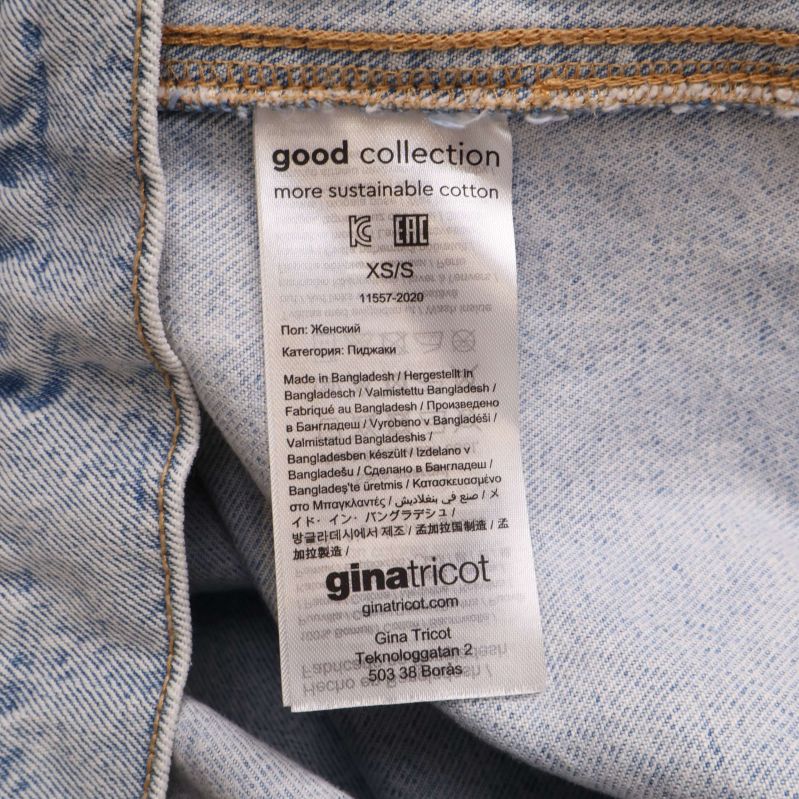 good collection
more sustainable cotton
EAC
XS/S
11557-2020
Пол: Женский
Категория: Пиджаки
Made in Bangladesh / Hergestellt in
Bangladesch / Valmistettu Bangladesh /
Fabriqué au Bangladesh / Произведено
в Бангладеш / Vyrobeno v Bangladéši /
Valmistatud Bangladeshis /
Bangladesben készült / Izdelano v
Bangladešu / Сделано в Бангладеш /
Bangladeş'te üretmis / Κατασκευασμένο
στο Μπαγκλαντές / صنع في بنغلاديش / メ
イド・イン・バングラデシュ /
방글라데시에서 제조 / 孟加拉国制造 / 孟
加拉製造 /
ginatricot
ginatricot.com
Gina Tricot
Teknologgatan 2
503 38 Borås